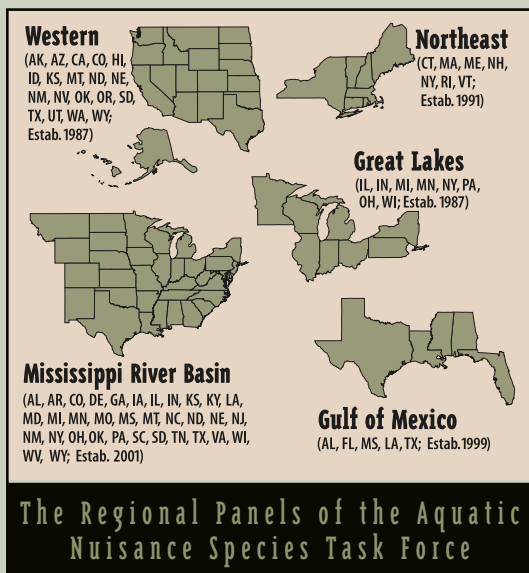 Western
(AK, AZ, CA, CO, HI,
ID, KS, MT, ND, NE,
NM, NV, OK, OR, SD,
TX, UT, WA, WY;
Estab. 1987)
Northeast
(CT, MA, ME, NH,
NY, RI, VT;
Estab. 1991)
Great Lakes
(IL, IN, MI, MN, NY, PA,
OH, WI; Estab. 1987)
Mississippi River Basin
(AL, AR, CO, DE, GA, IA, IL, IN, KS, KY, LA,
MD, MI, MN, MO, MS, MT, NC, ND, NE, NJ,
NM, NY, OH, OK, PA, SC, SD, TN, TX, VA, WI,
WV, WY; Estab. 2001)
Gulf of Mexico
(AL, FL, MS, LA, TX; Estab. 1999)
The Regional Panels of the Aquatic
Nuisance Species Task Force